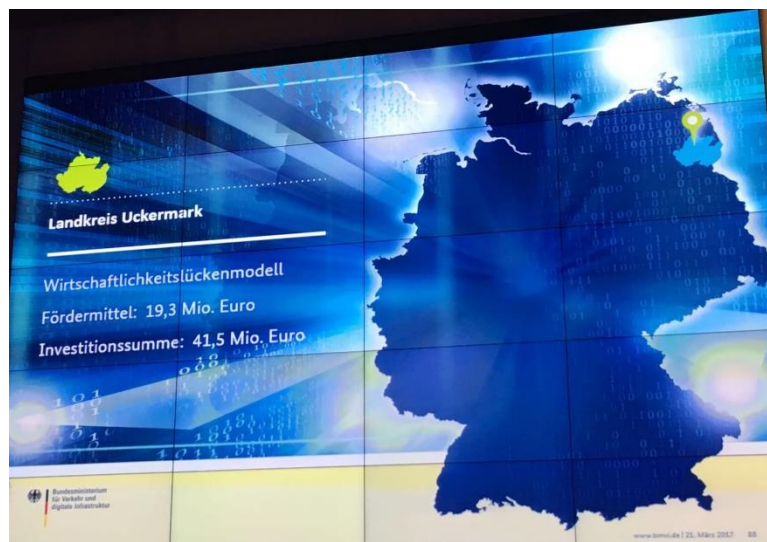 Landkreis Uckermark
Wirtschaftlichkeitslückenmodell
Fördermittel: 19,3 Mio. Euro
Investitionssumme: 41,5 Mio. Euro
Bundesministerium
für Verkehr und
digitale Infrastruktur
www.bmvi.de | 21. März 2017